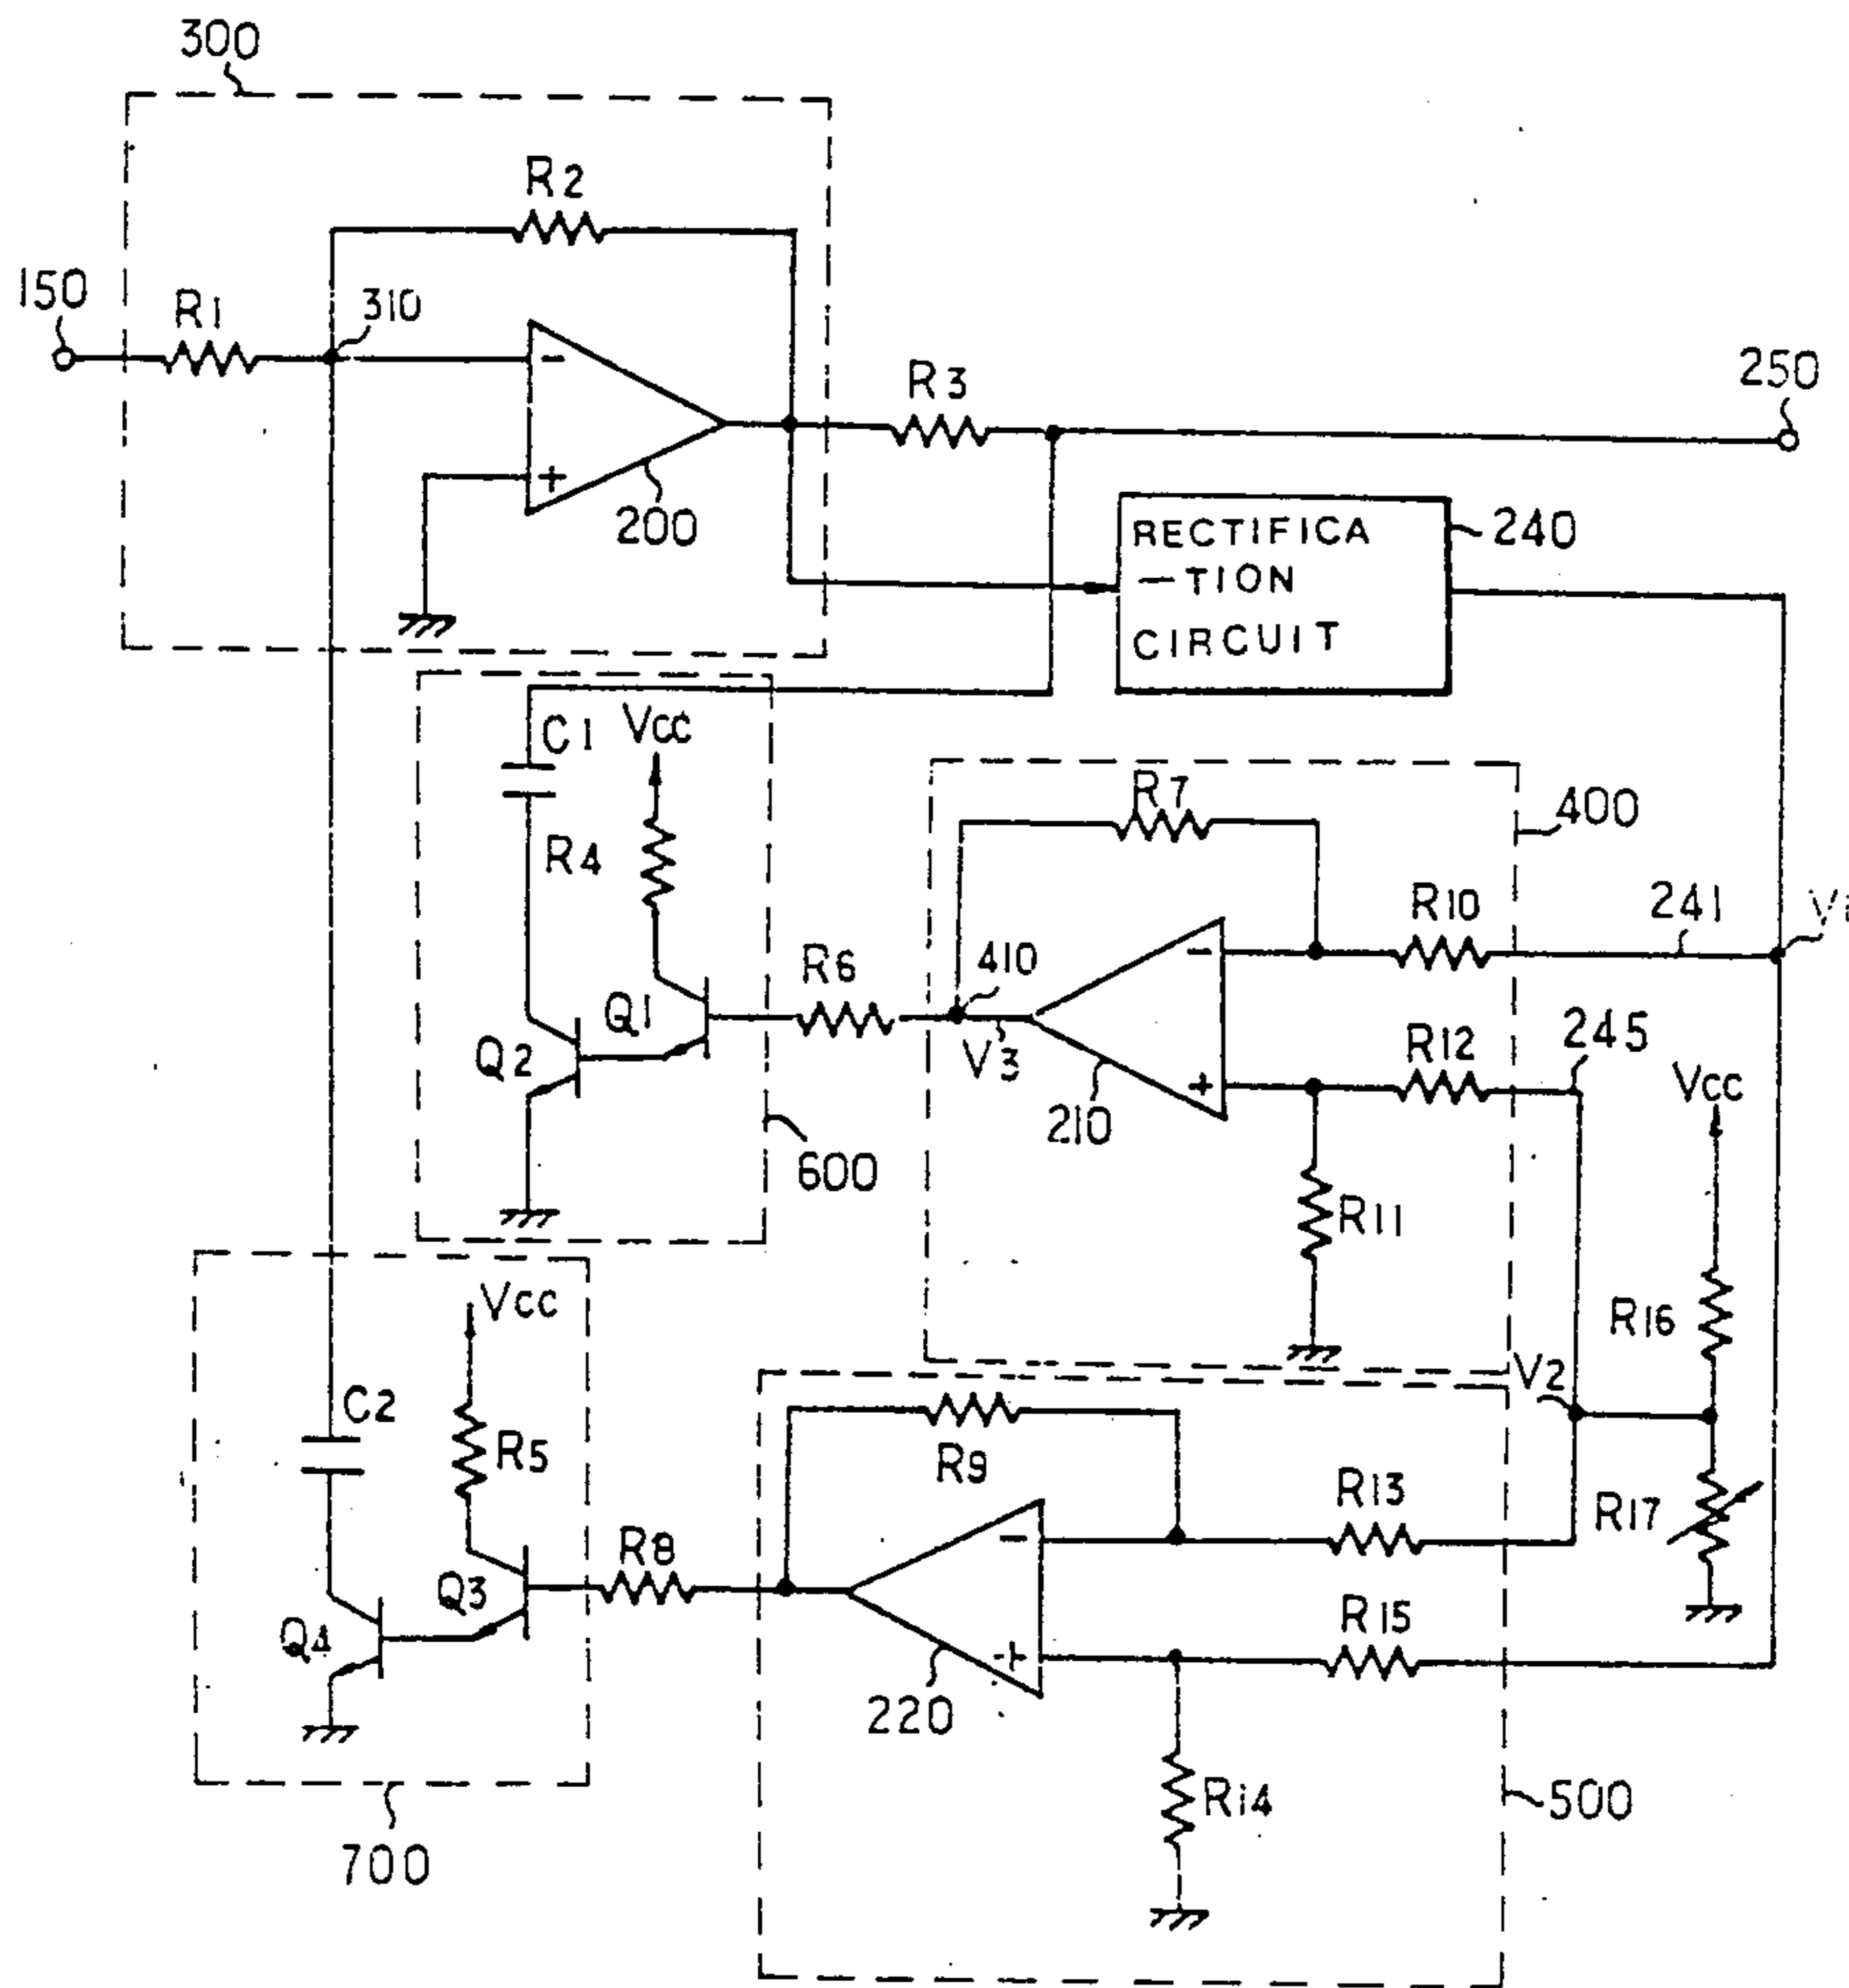 300
R2
150
R1
310
R3
250
200
RECTIFICA
-TION
CIRCUIT
240
C1
Vcc
R7
400
R4
R10
241
V1
R6
410
Q1
Q2
V3
R12
245
Vcc
210
600
R11
R16
Vcc
V2
C2
R5
R9
R13
R17
R8
Q3
R15
Q4
220
R14
500
700